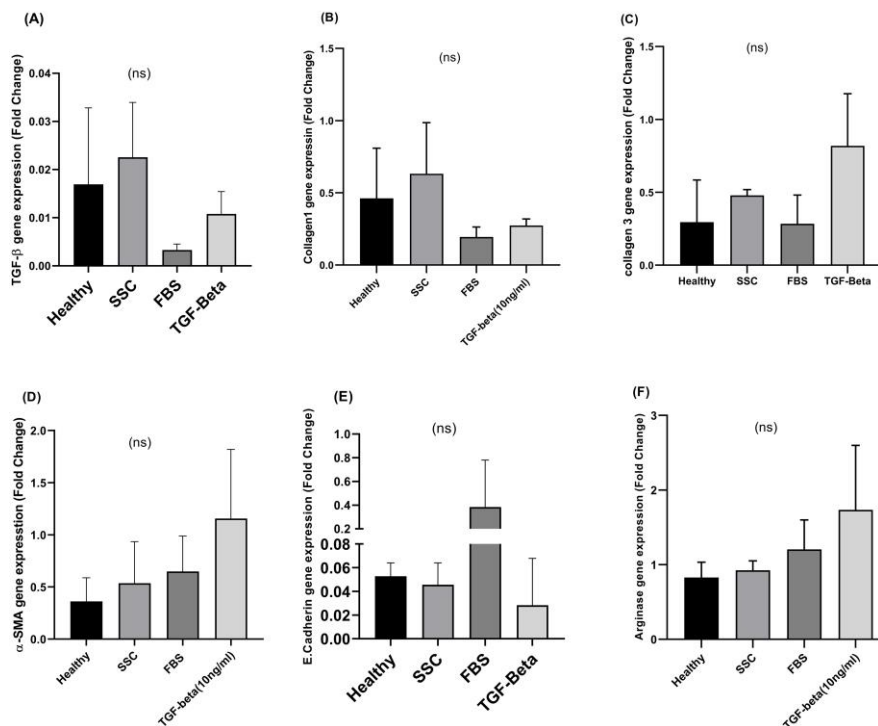 (A)
(ns)
TGF-β gene expression (Fold Change)
0.04
0.03
0.02
0.01
0.00
Healthy
SSC
FBS
TGF-Beta
(B)
(ns)
Collagen1 gene expressin (Fold Change)
1.5
1.0
0.5
0.0
Healthy
SSC
FBS
TGF-beta(10ng/ml)
(C)
(ns)
collagen 3 gene expression (Fold Change)
1.5
1.0
0.5
0.0
Healthy
SSC
FBS
TGF-Beta
(D)
(ns)
α-SMA gene expresstion (Fold Change)
2.0
1.5
1.0
0.5
0.0
Healthy
SSC
FBS
TGF-beta(10ng/ml)
(E)
(ns)
E.Cadherin gene expression (Fold Change)
1.0
0.8
0.6
0.4
0.2
0.08
0.06
0.04
0.02
0.00
Healthy
SSC
FBS
TGF-Beta
(F)
(ns)
Arginase gene expression (Fold Change)
3
2
1
0
Healthy
SSC
FBS
TGF-beta(10ng/ml)